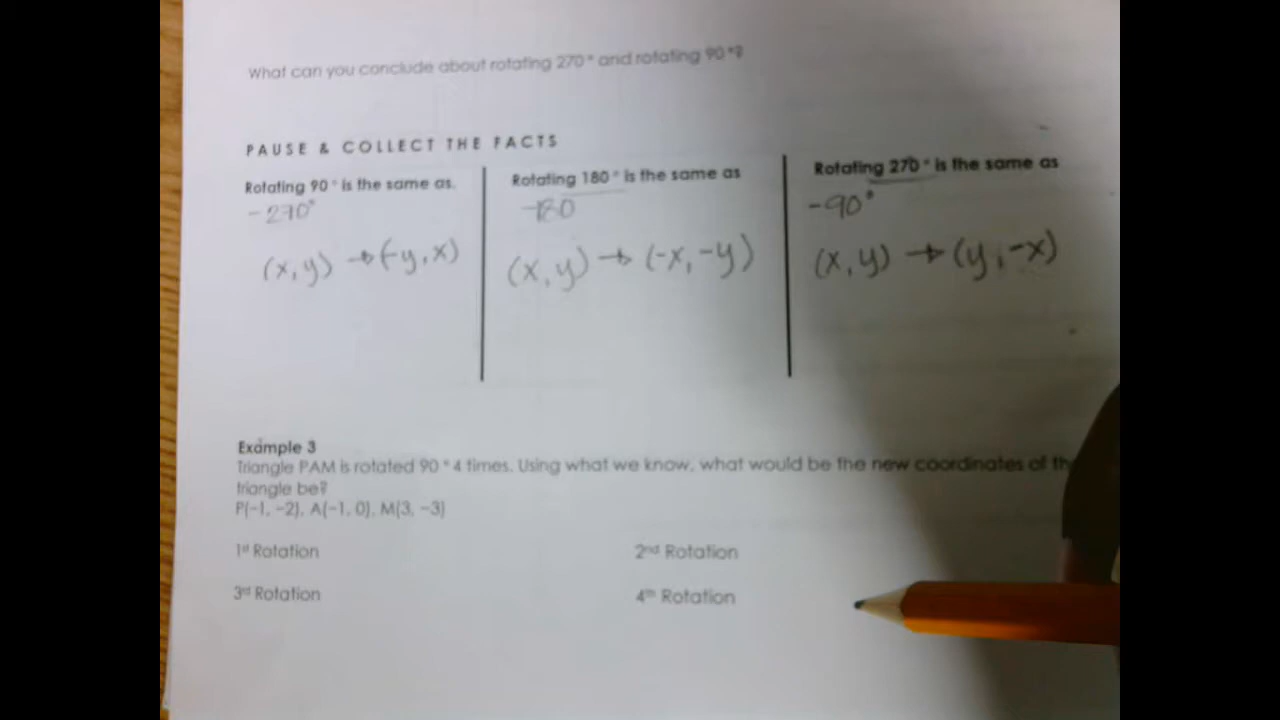 What can you conclude about rotating 270° and rotating 90°?
PAUSE & COLLECT THE FACTS
Rotating 90° is the same as.
-270°
(x, y) → (-y, x)
Rotating 180° is the same as
-180
(x, y) → (-x, -y)
Rotating 270° is the same as
-90°
(x, y) → (y, -x)
Example 3
Triangle PAM is rotated 90° 4 times. Using what we know, what would be the new coordinates of
triangle be?
P(-1, -2), A(-1, 0), M(3, -3)
1st Rotation
2nd Rotation
3rd Rotation
4th Rotation